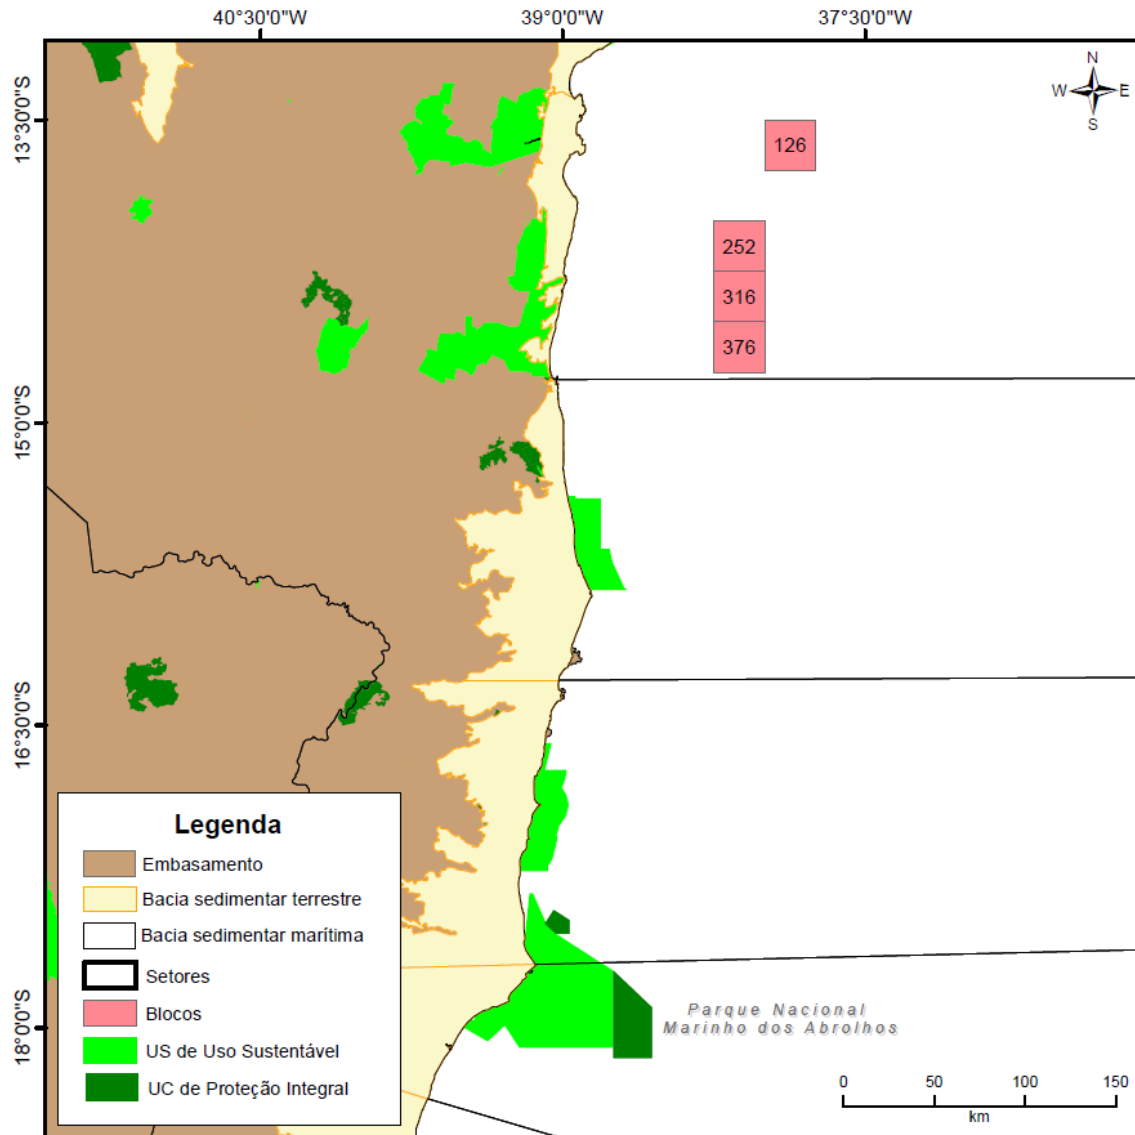 40°30'0"W
39°0'0"W
37°30'0"W
N
W
E
S
13°30'0"S
126
252
316
376
15°0'0"S
16°30'0"S
Legenda
Embasamento
Bacia sedimentar terrestre
Bacia sedimentar marítima
Setores
Blocos
US de Uso Sustentável
UC de Proteção Integral
18°0'0"S
Parque Nacional
Marinho dos Abrolhos
0 50 100 150
km